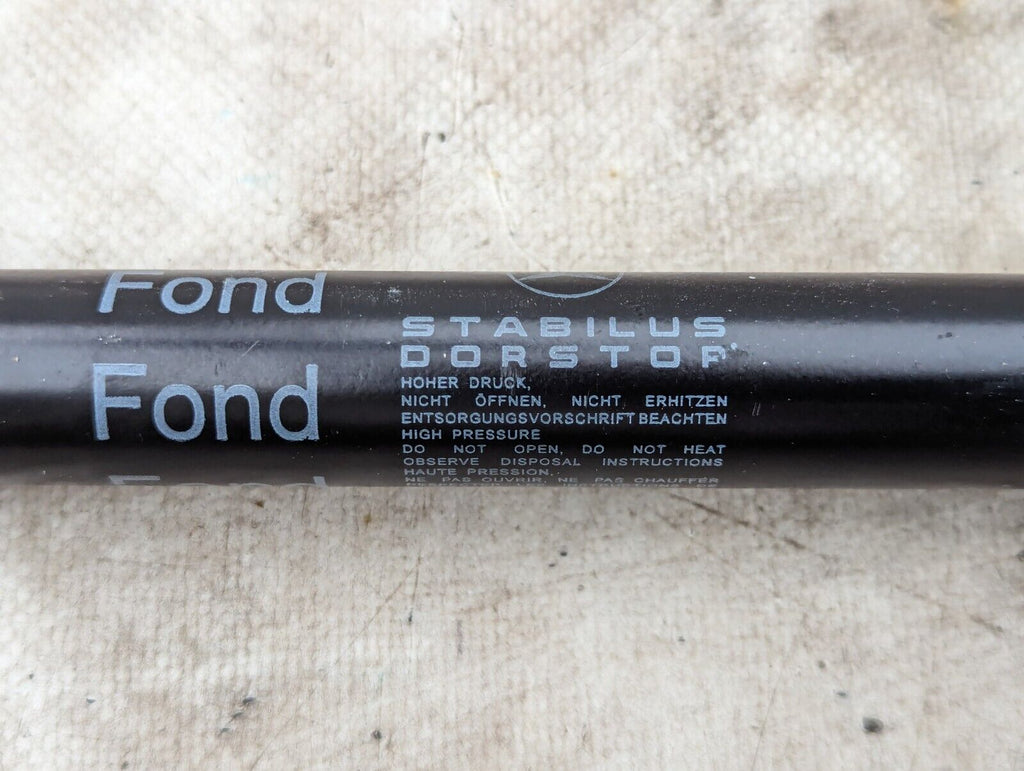 Fond
Fond
STABILUS
DORSTOP
HOHER DRUCK,
NICHT ÖFFNEN, NICHT ERHITZEN
ENTSORGUNGSVORSCHRIFT BEACHTEN
HIGH PRESSURE
DO NOT OPEN, DO NOT HEAT
OBSERVE DISPOSAL INSTRUCTIONS
HAUTE PRESSION,
NE PAS OUVRIR, NE PAS CHAUFFER